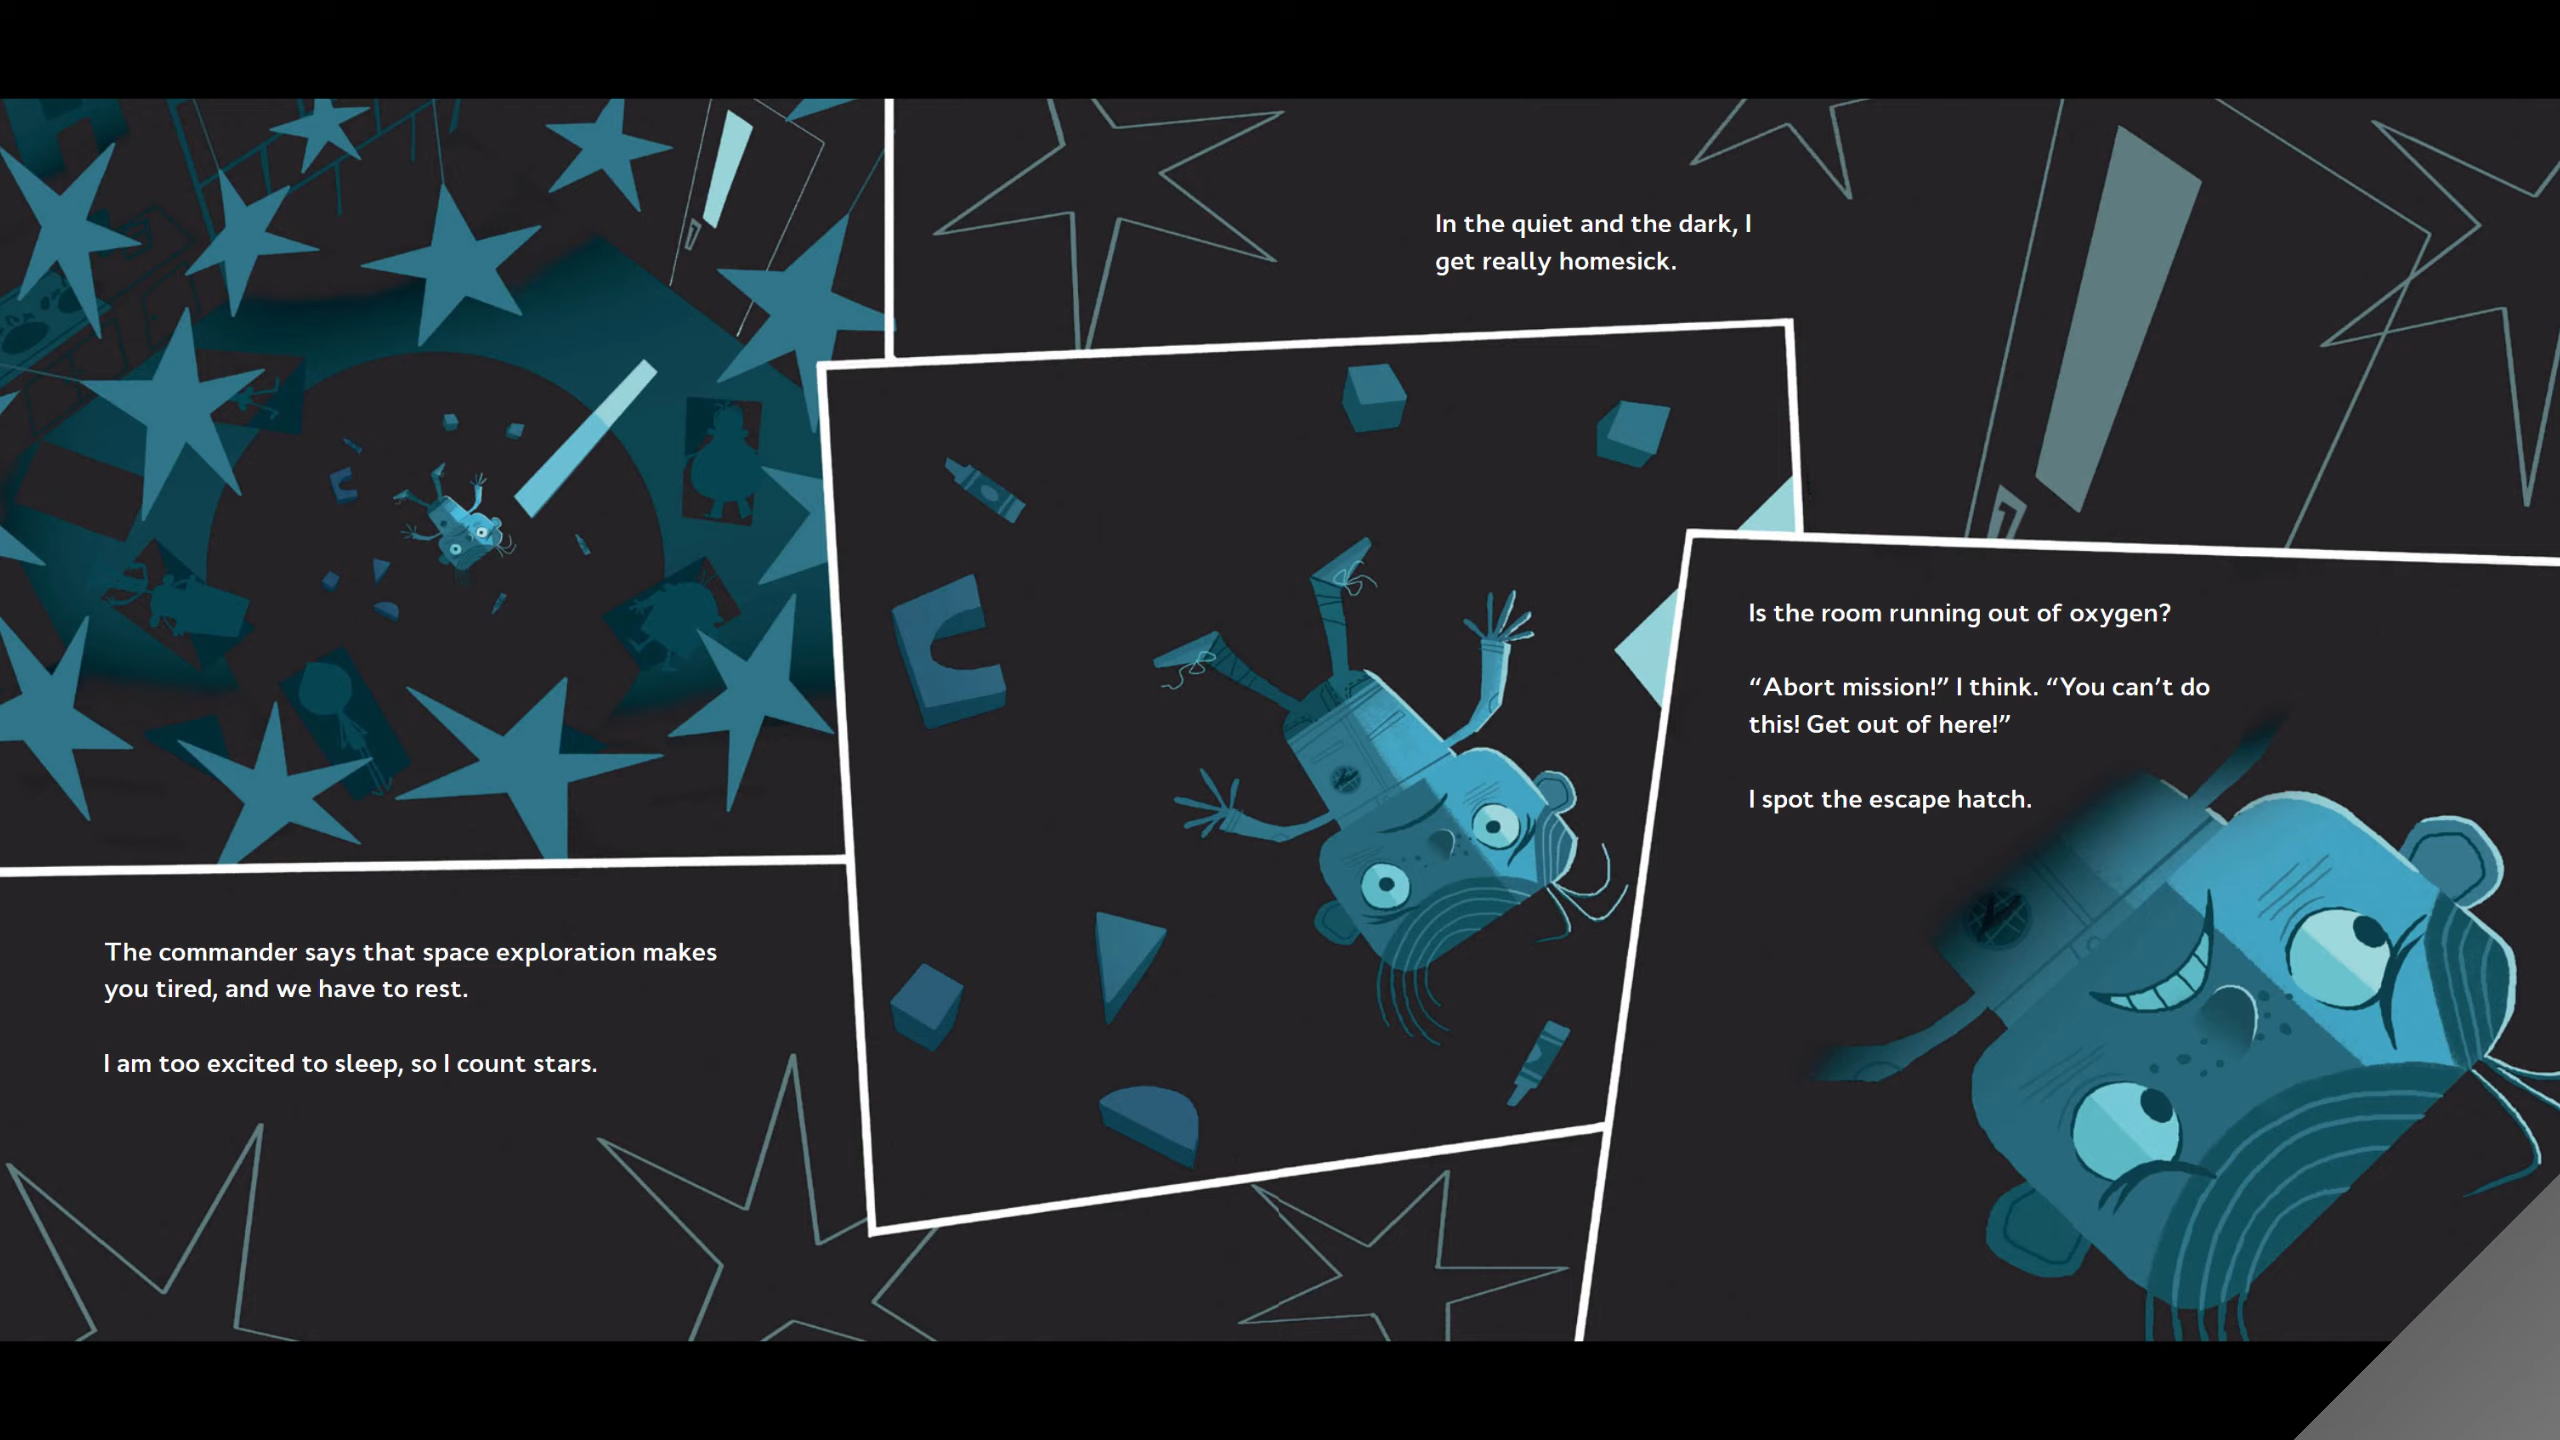 The commander says that space exploration makes
you tired, and we have to rest.
I am too excited to sleep, so I count stars.
In the quiet and the dark, I
get really homesick.
Is the room running out of oxygen?
“Abort mission!” I think. “You can’t do
this! Get out of here!”
I spot the escape hatch.